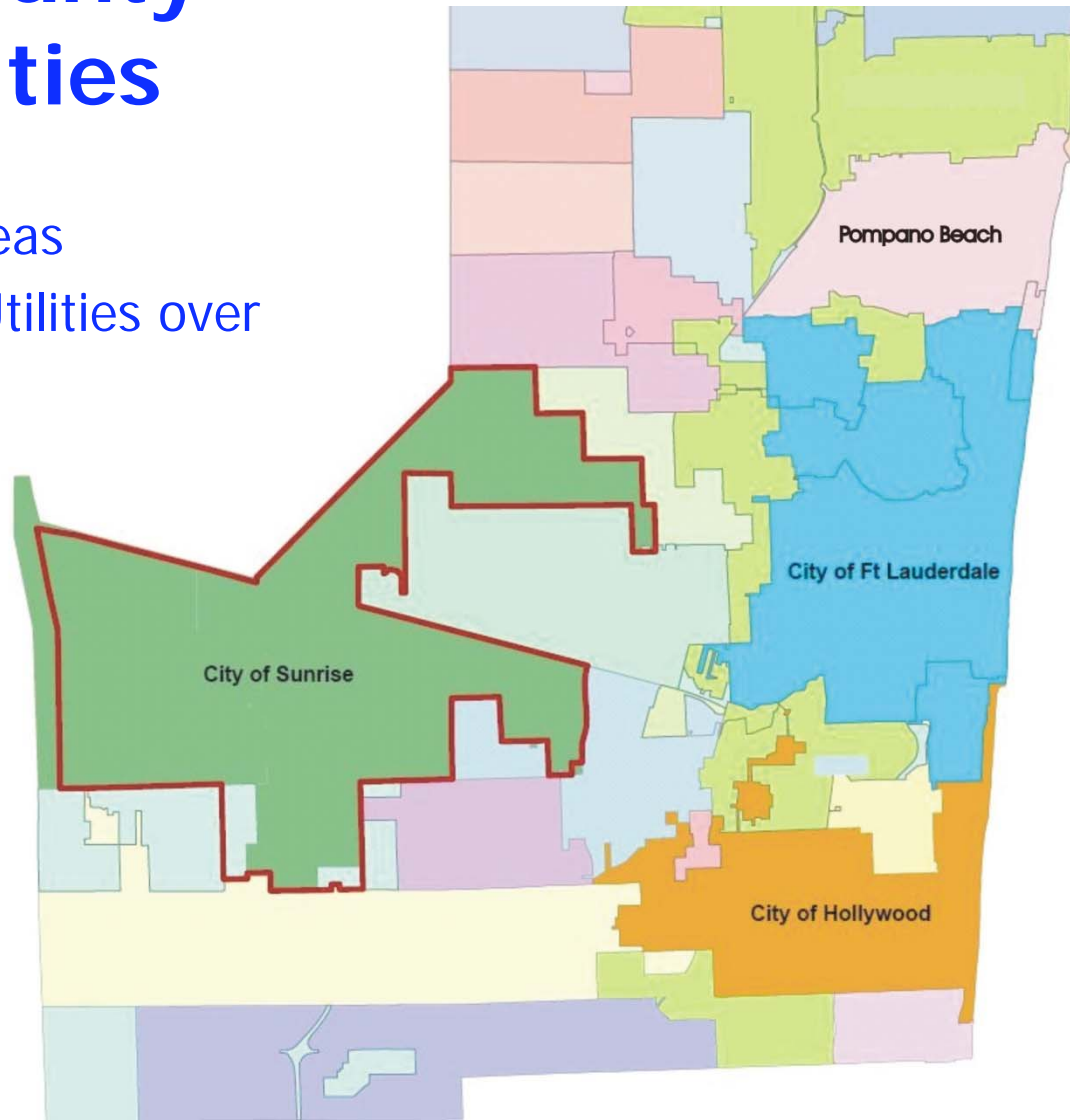 ties
eas
Utilities over
Pompano Beach
City of Ft Lauderdale
City of Sunrise
City of Hollywood